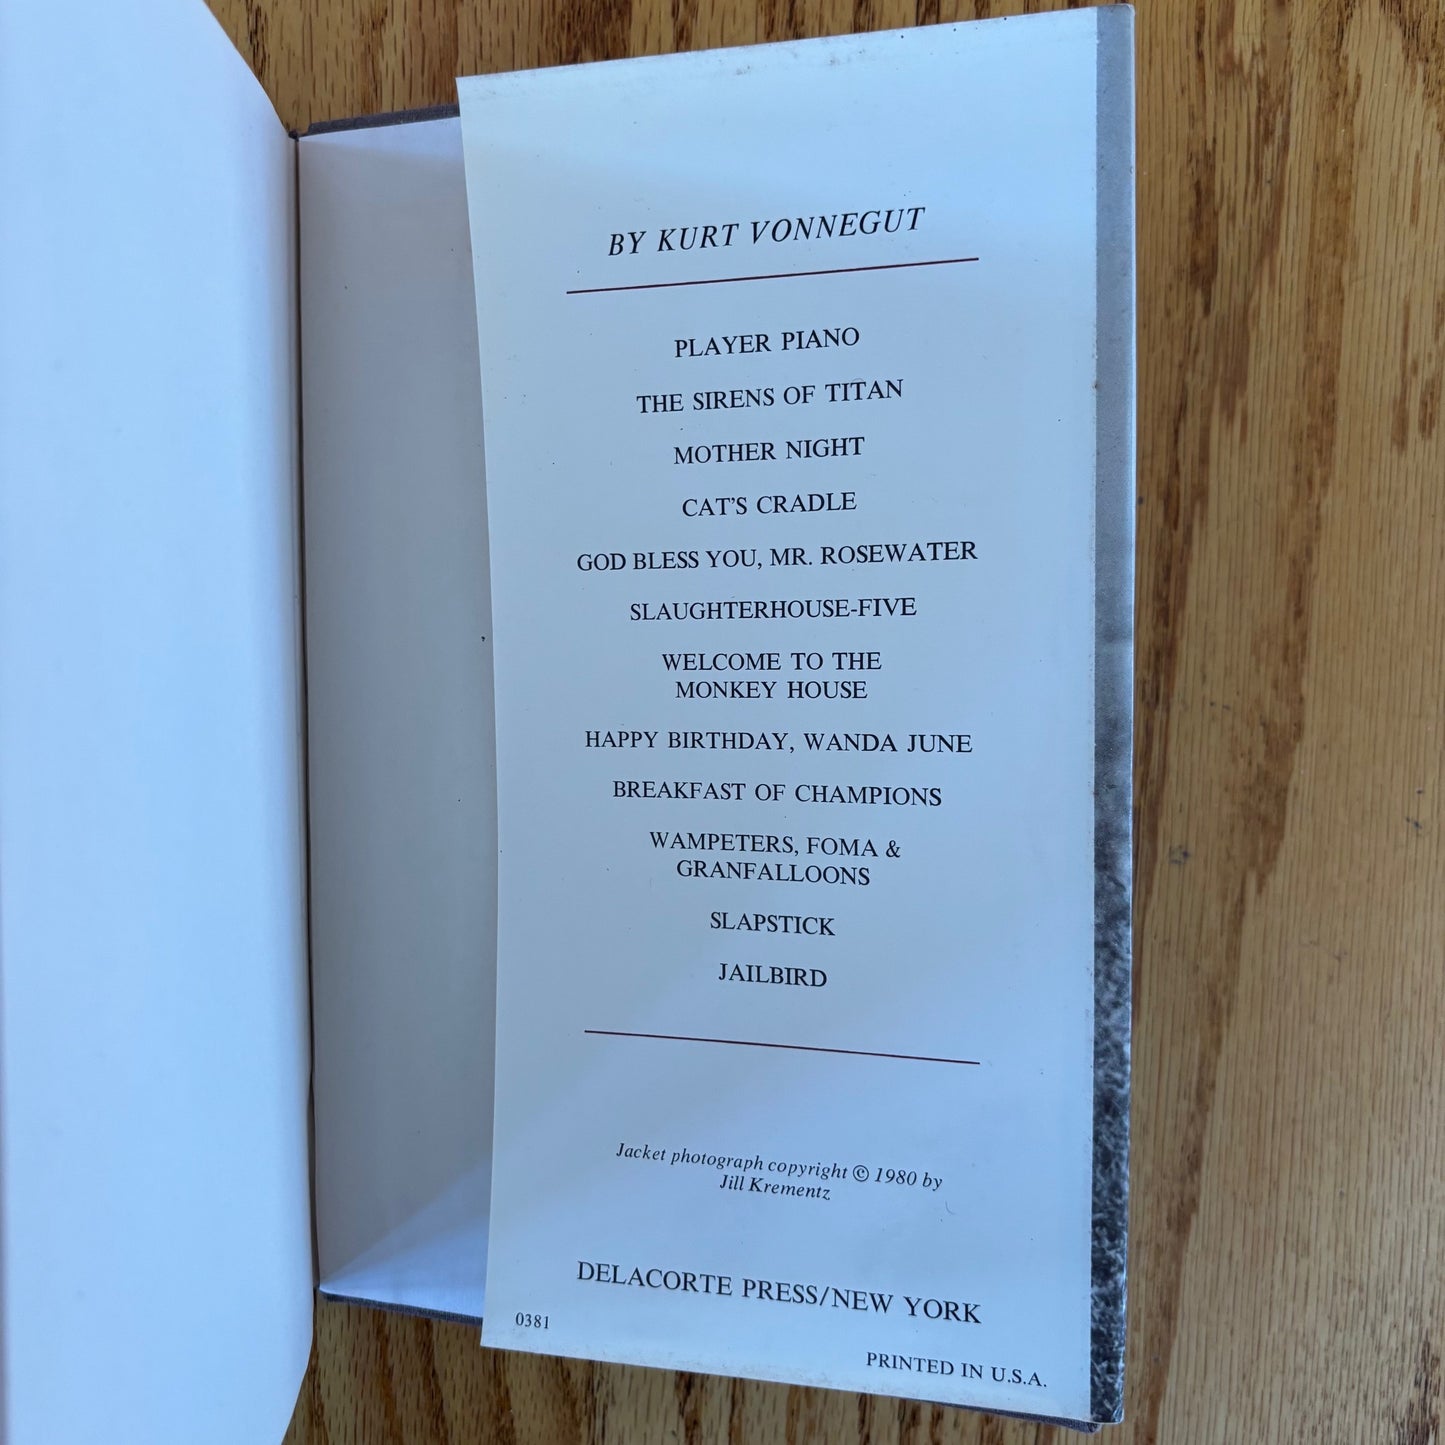 BY KURT VONNEGUT
PLAYER PIANO
THE SIRENS OF TITAN
MOTHER NIGHT
CAT'S CRADLE
GOD BLESS YOU, MR. ROSEWATER
SLAUGHTERHOUSE-FIVE
WELCOME TO THE
MONKEY HOUSE
HAPPY BIRTHDAY, WANDA JUNE
BREAKFAST OF CHAMPIONS
WAMPETERS, FOMA &
GRANFALLOONS
SLAPSTICK
JAILBIRD
Jacket photograph copyright © 1980 by
Jill Krementz
DELACORTE PRESS/NEW YORK
0381
PRINTED IN U.S.A.